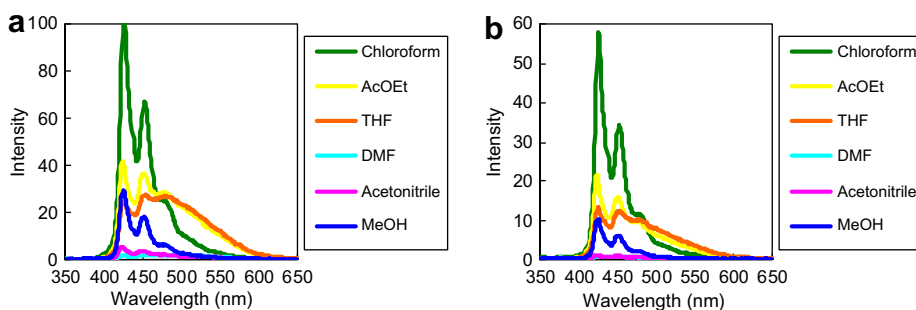 a
100
80
60
40
20
0
Intensity
350 400 450 500 550 600 650
Wavelength (nm)
Chloroform
AcOEt
THF
DMF
Acetonitrile
MeOH
b
60
50
40
30
20
10
0
Intensity
350 400 450 500 550 600 650
Wavelength (nm)
Chloroform
AcOEt
THF
DMF
Acetonitrile
MeOH